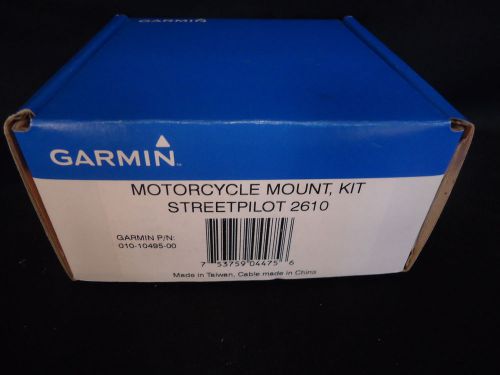 GARMIN
GARMIN
MOTORCYCLE MOUNT, KIT
STREETPILOT 2610
GARMIN P/N:
010-10495-00
7 53759 04475 6
Made in Taiwan, Cable made in China